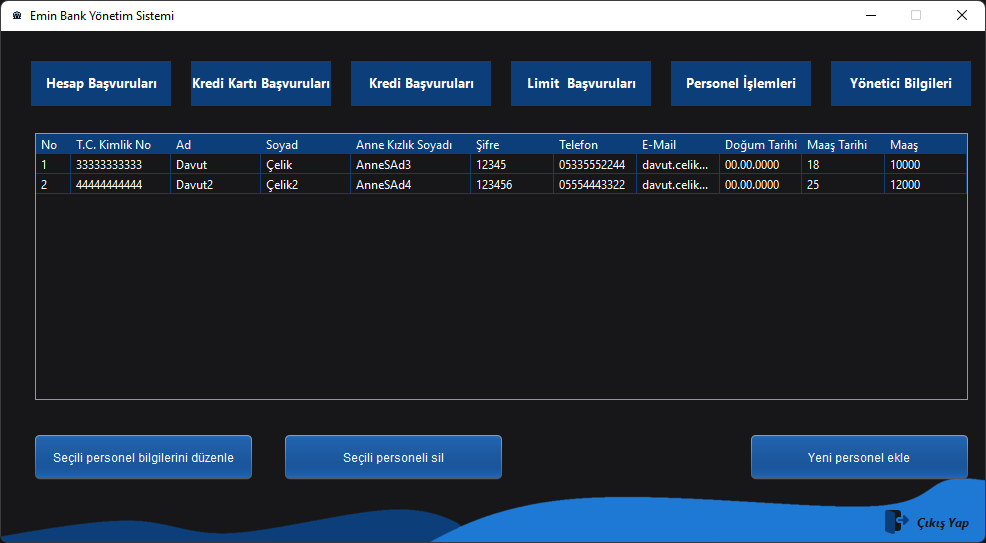 Emin Bank Yönetim Sistemi
Hesap Başvuruları Kredi Kartı Başvuruları Kredi Başvuruları Limit  Başvuruları Personel İşlemleri Yönetici Bilgileri
No T.C. Kimlik No Ad Soyad Anne Kızlık Soyadı Şifre Telefon E-Mail Doğum Tarihi Maaş Tarihi Maaş
1 33333333333 Davut Çelik AnneSAd3 12345 05335552244 davut.celik... 00.00.0000 18 10000
2 44444444444 Davut2 Çelik2 AnneSAd4 123456 05554443322 davut.celik... 00.00.0000 25 12000
Seçili personel bilgilerini düzenle Seçili personeli sil Yeni personel ekle
Çıkış Yap